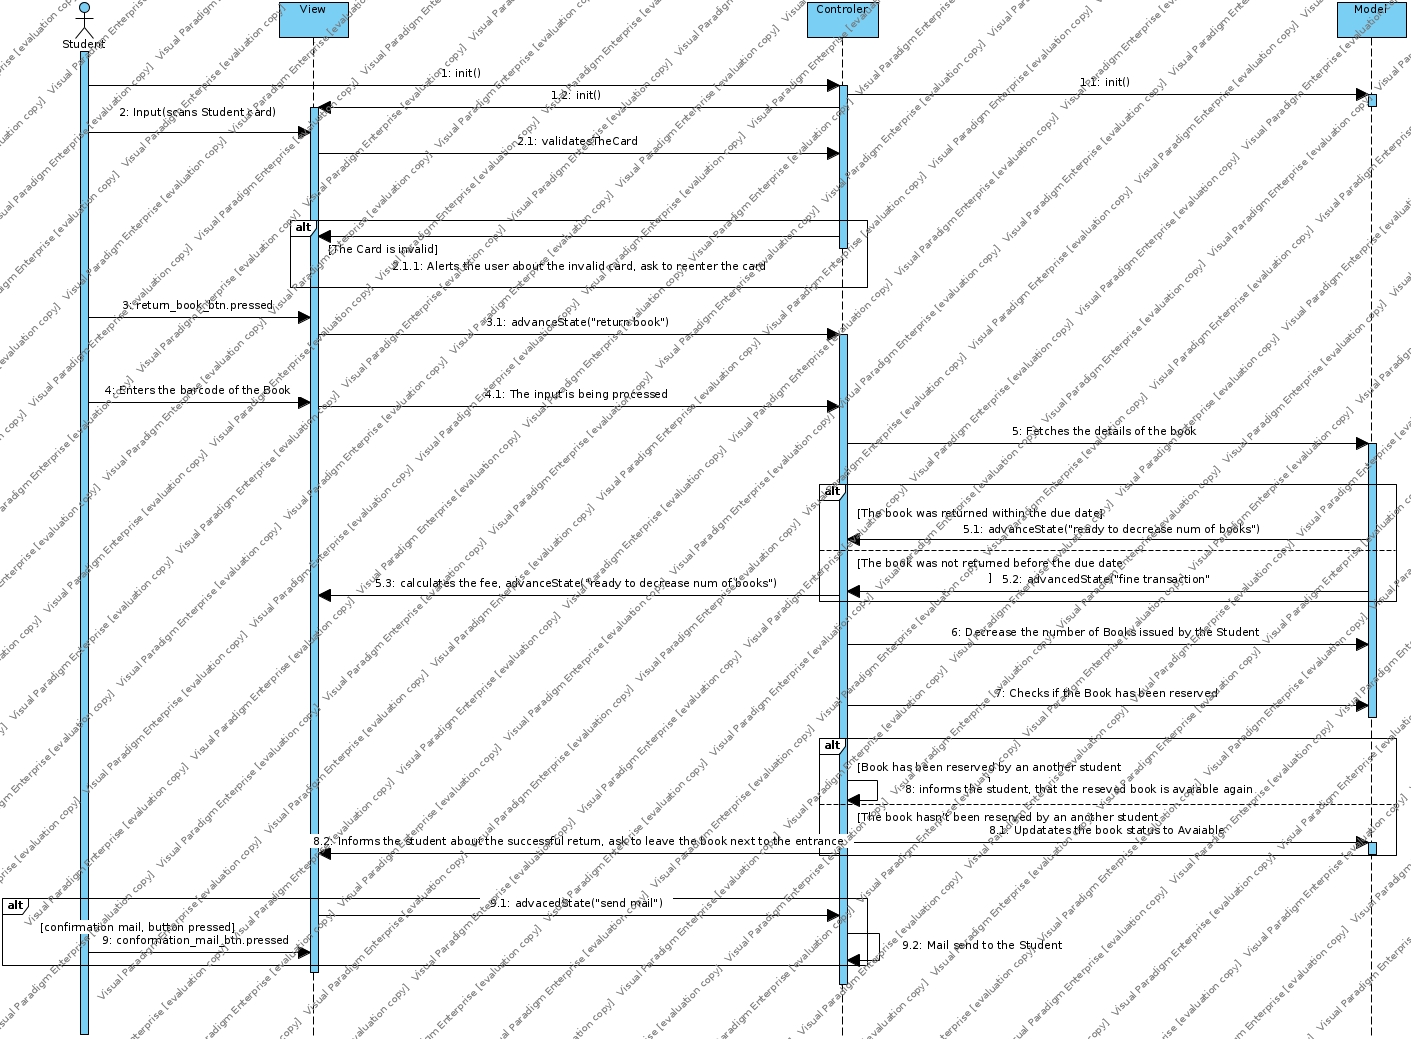 View
Controler
Model
Student
1: init()
1.1: init()
1.2: init()
2: Input(scans Student card)
2.1: validatesTheCard
alt
[The Card is invalid]
2.1.1: Alerts the user about the invalid card, ask to reenter the card
3: return_book_btn.pressed
3.1: advanceState("return book")
4: Enters the barcode of the Book
4.1: The input is being processed
5: Fetches the details of the book
alt
[The book was returned within the due date]
5.1: advanceState("ready to decrease num of books")
[The book was not returned before the due date
]
5.2: advancedState("fine transaction"
5.3: calculates the fee, advanceState("ready to decrease num of books")
6: Decrease the number of Books issued by the Student
7: Checks if the Book has been reserved
alt
[Book has been reserved by an another student
]
8: informs the student, that the reseved book is avaiable again
[The book hasn't been reserved by an another student
8.1: Updatates the book status to Avaiable
8.2: Informs the student about the successful return, ask to leave the book next to the entrance
alt
9.1: advacedState("send mail")
[confirmation mail, button pressed]
9: conformation_mail_btn.pressed
9.2: Mail send to the Student
Visual Paradigm Enterprise [evaluation copy]